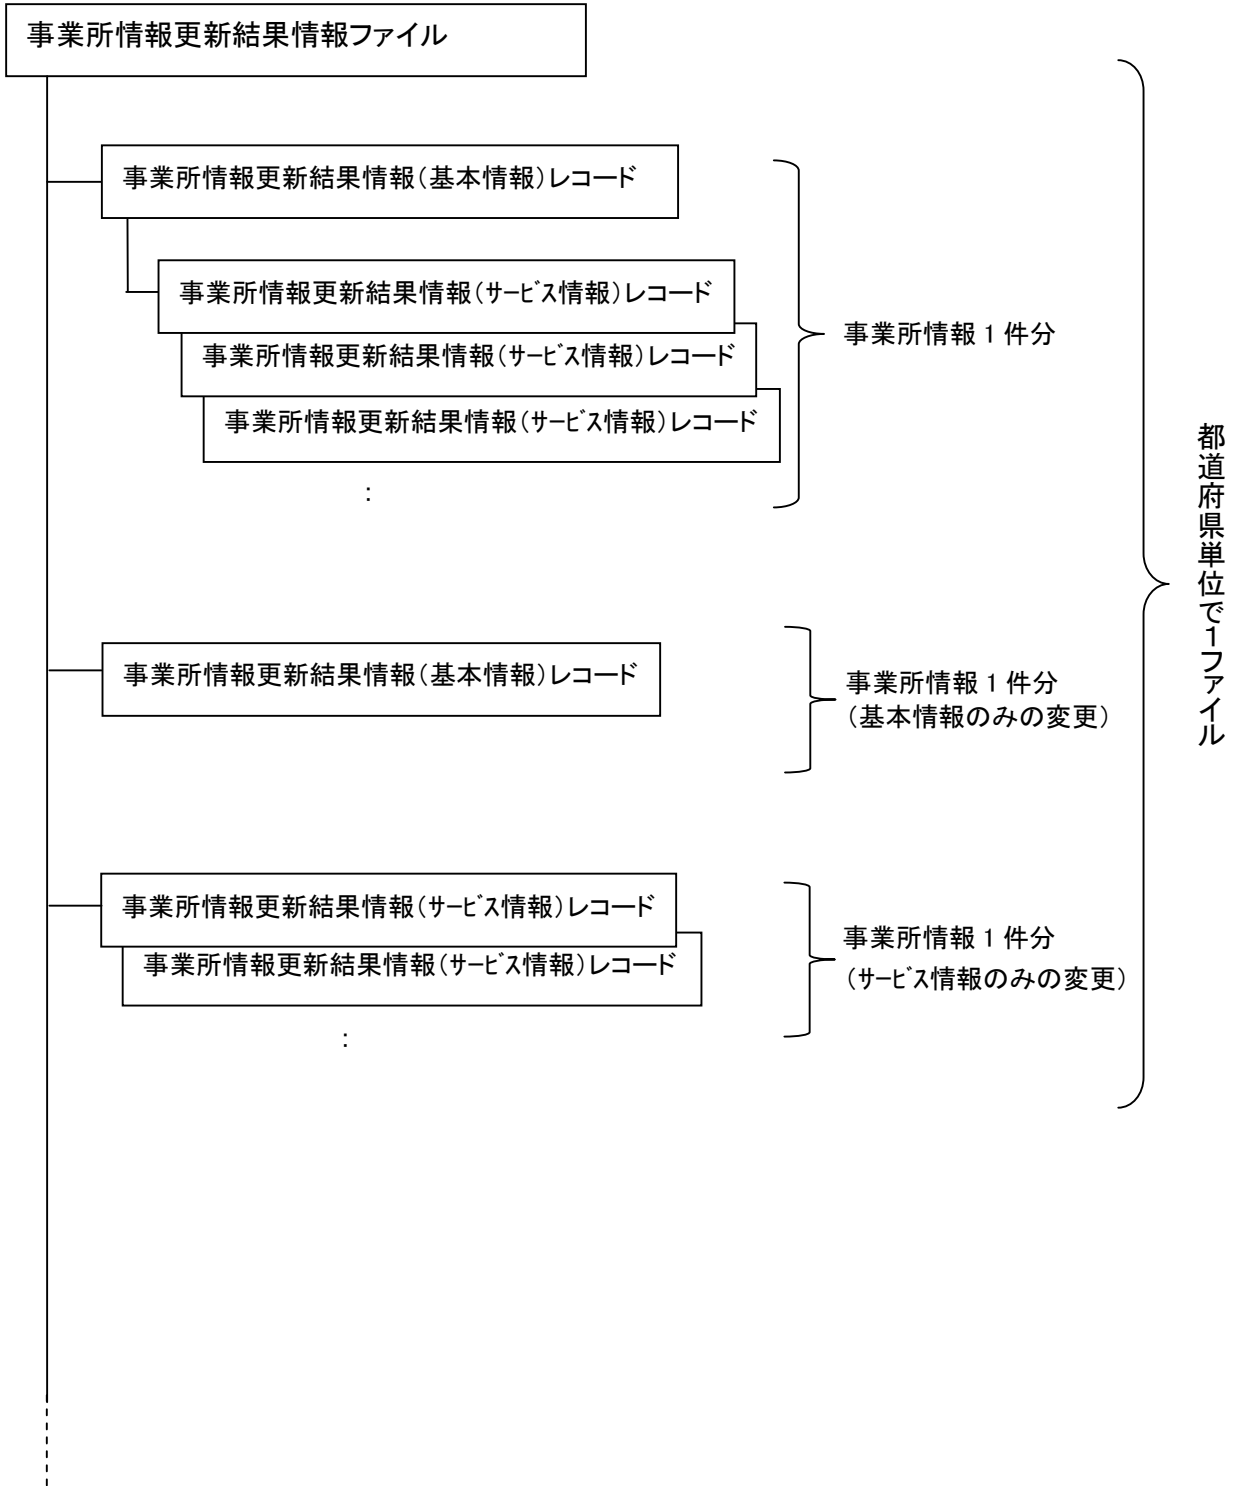 事業所情報更新結果情報ファイル
事業所情報更新結果情報（基本情報）レコード
事業所情報更新結果情報（ｻｰﾋﾞｽ情報）レコード
事業所情報更新結果情報（ｻｰﾋﾞｽ情報）レコード
事業所情報更新結果情報（ｻｰﾋﾞｽ情報）レコード
：
事業所情報１件分
事業所情報更新結果情報（基本情報）レコード
事業所情報１件分
（基本情報のみの変更）
事業所情報更新結果情報（ｻｰﾋﾞｽ情報）レコード
事業所情報更新結果情報（ｻｰﾋﾞｽ情報）レコード
：
事業所情報１件分
（ｻｰﾋﾞｽ情報のみの変更）
都道府県単位で１ファイル